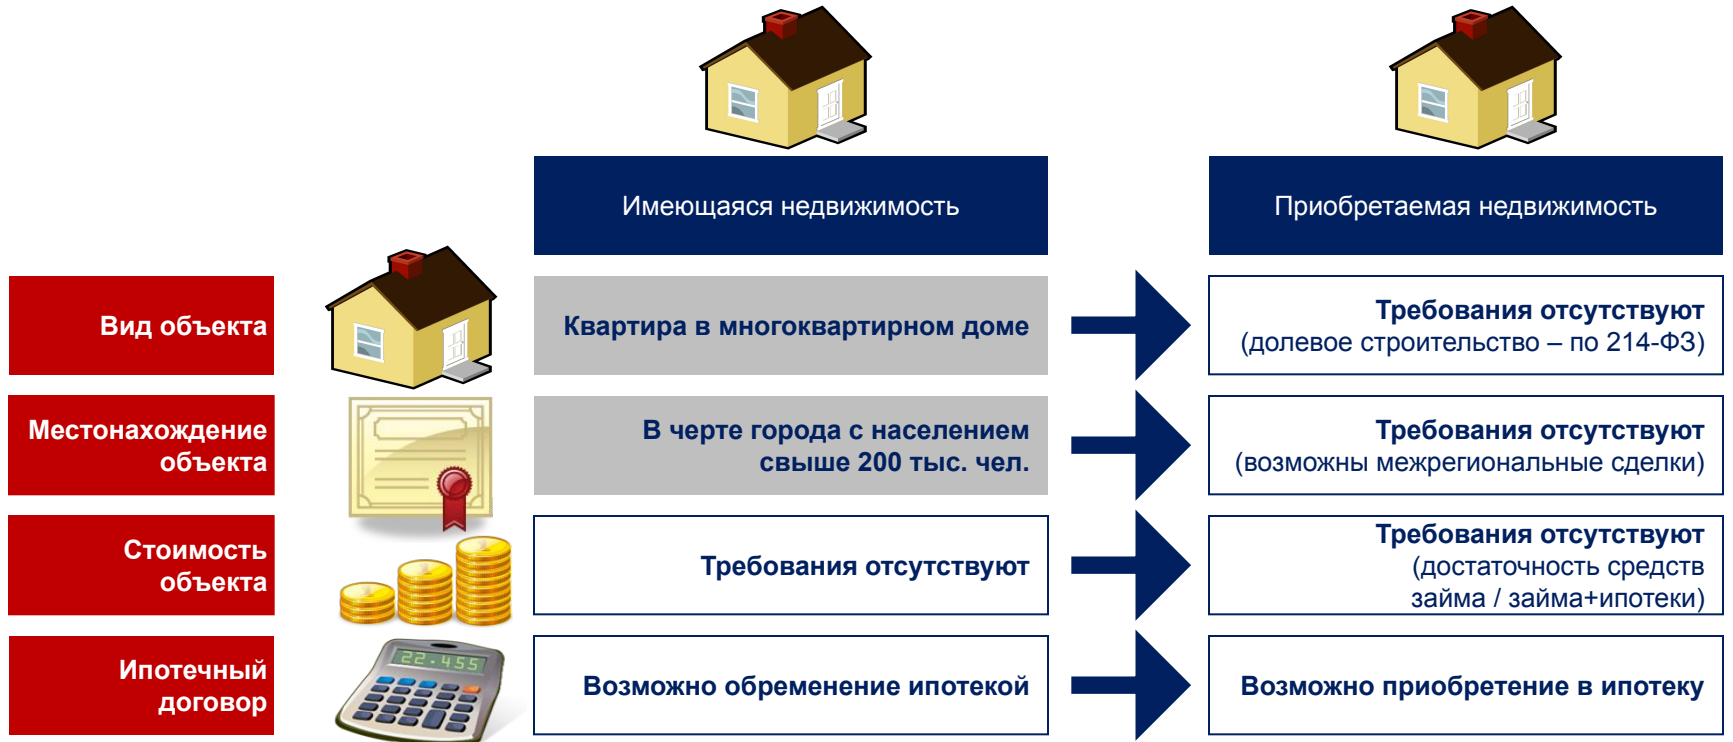 Имеющаяся недвижимость
Приобретаемая недвижимость
Вид объекта
Квартира в многоквартирном доме
Требования отсутствуют
(долевое строительство – по 214-ФЗ)
Местонахождение
объекта
В черте города с населением
свыше 200 тыс. чел.
Требования отсутствуют
(возможны межрегиональные сделки)
Стоимость
объекта
Требования отсутствуют
Требования отсутствуют
(достаточность средств
займа / займа+ипотеки)
Ипотечный
договор
22.455
Возможно обременение ипотекой
Возможно приобретение в ипотеку